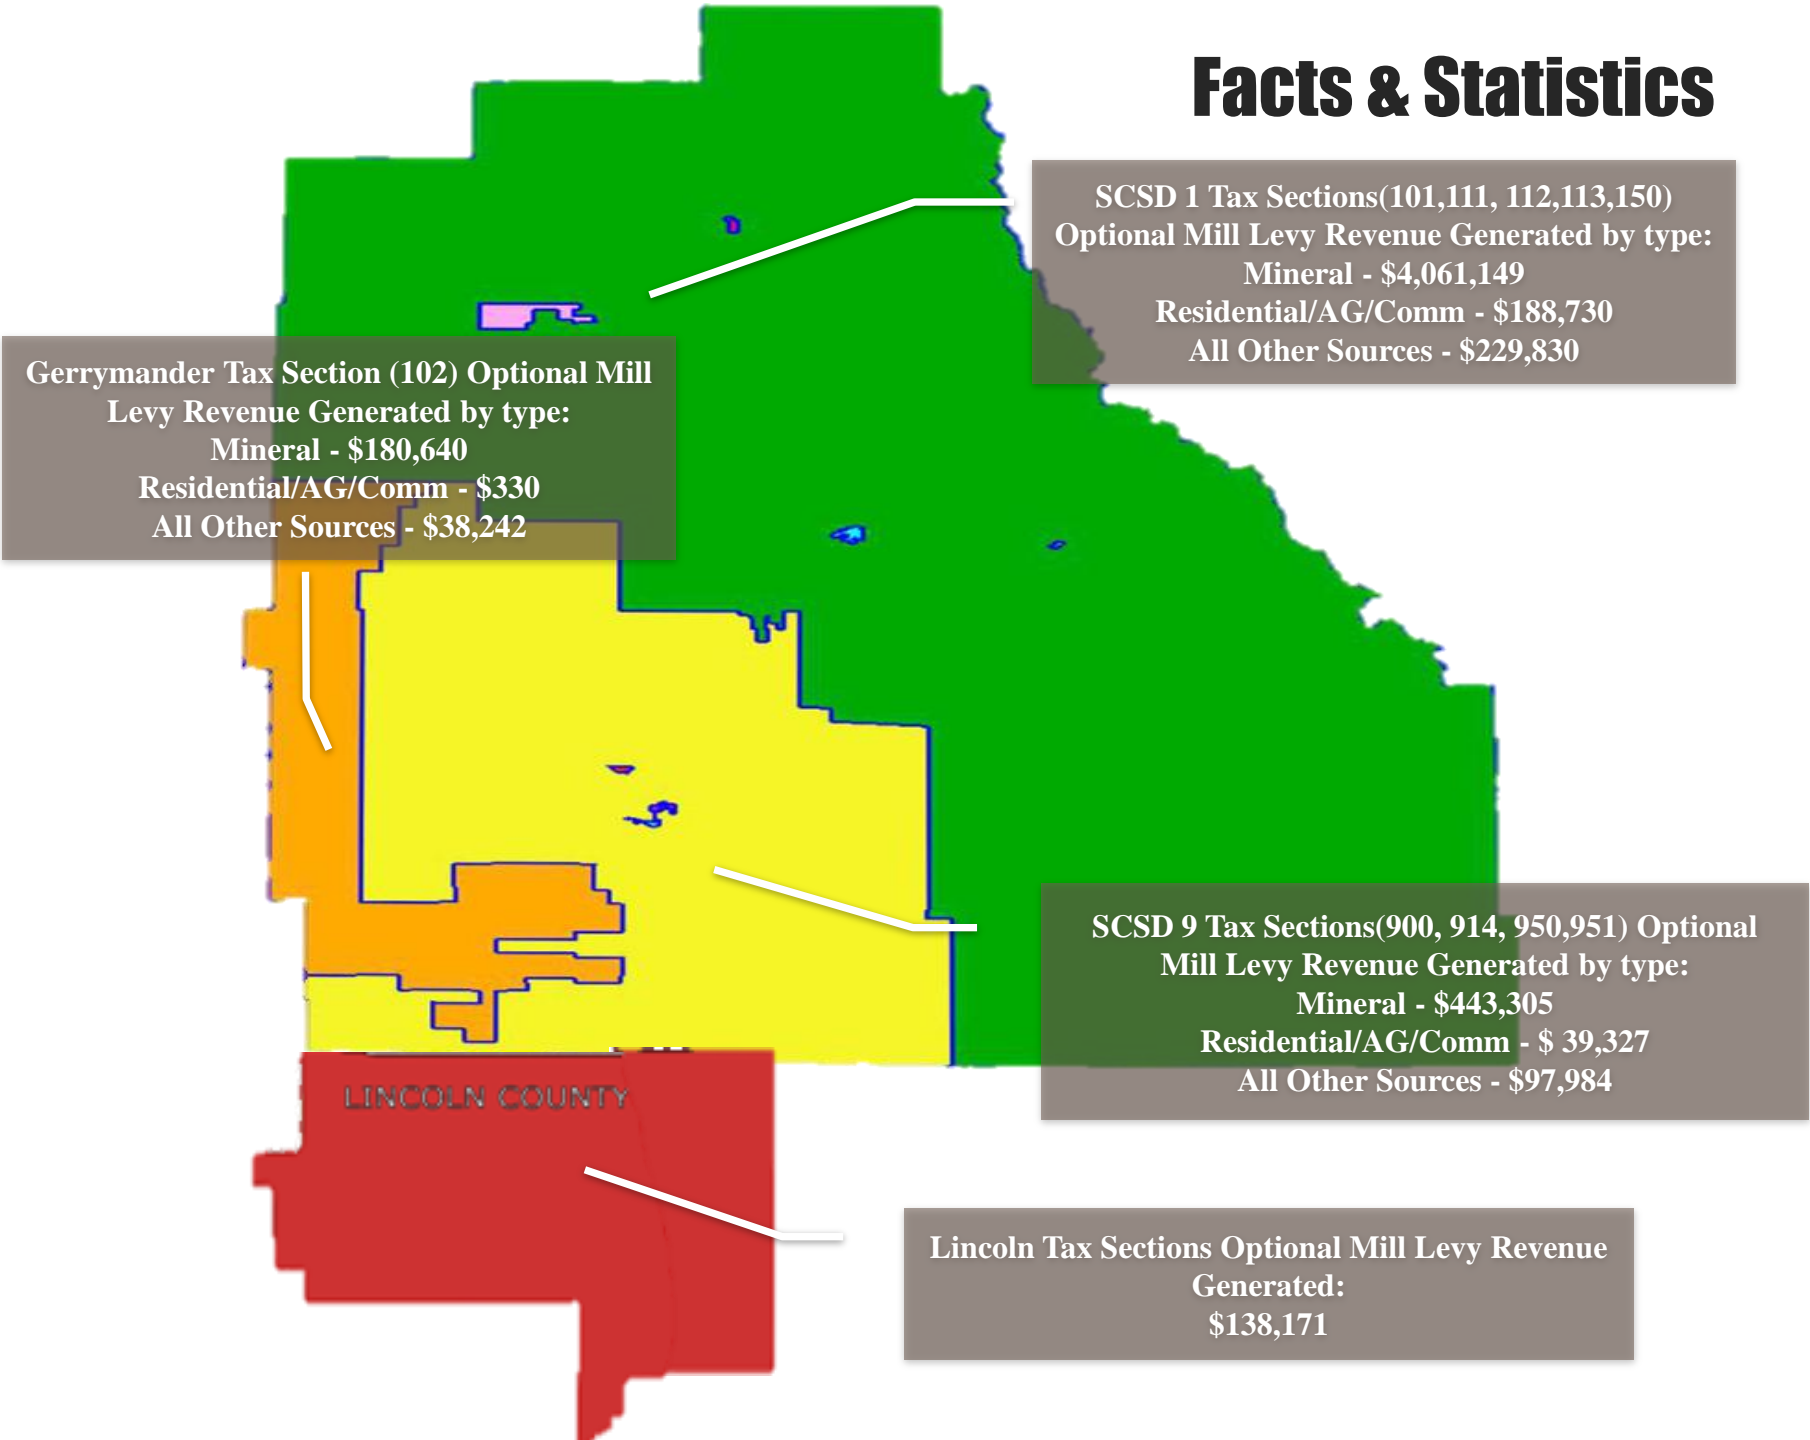 Facts & Statistics
SCSD 1 Tax Sections(101,111, 112,113,150)
Optional Mill Levy Revenue Generated by type:
Mineral - $4,061,149
Residential/AG/Comm - $188,730
All Other Sources - $229,830
Gerrymander Tax Section (102) Optional Mill
Levy Revenue Generated by type:
Mineral - $180,640
Residential/AG/Comm - $330
All Other Sources - $38,242
SCSD 9 Tax Sections(900, 914, 950,951) Optional
Mill Levy Revenue Generated by type:
Mineral - $443,305
Residential/AG/Comm - $ 39,327
All Other Sources - $97,984
LINCOLN COUNTY
Lincoln Tax Sections Optional Mill Levy Revenue
Generated:
$138,171